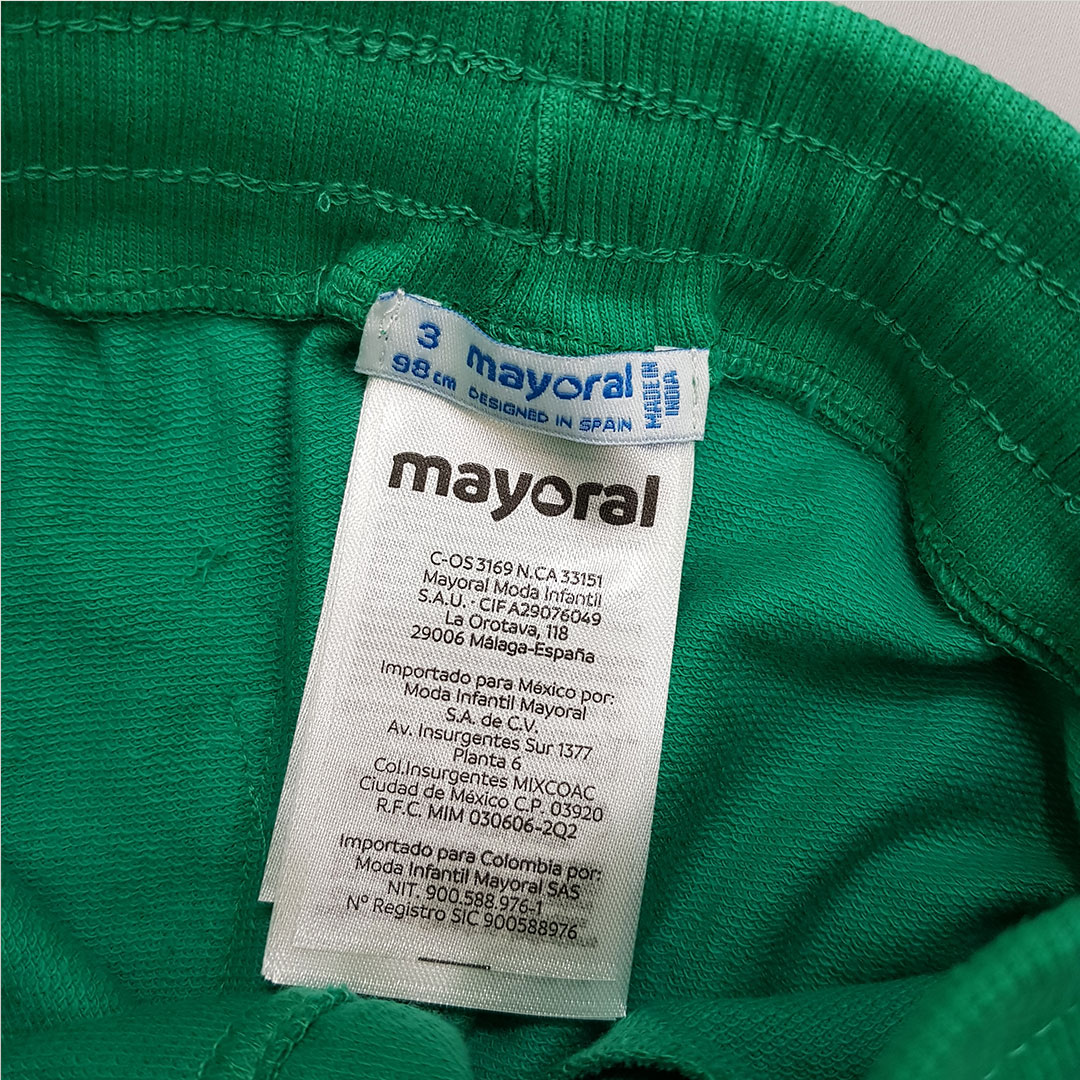 3
98 cm
mayoral
DESIGNED IN SPAIN
MADE IN
INDIA
mayoral
C-OS 3169 N.CA 33151
Mayoral Moda Infantil
S.A.U. · CIF A29076049
La Orotava, 118
29006 Málaga-España
Importado para México por:
Moda Infantil Mayoral
S.A. de C.V.
Av. Insurgentes Sur 1377
Planta 6
Col.Insurgentes MIXCOAC
Ciudad de México C.P. 03920
R.F.C. MIM 030606-2Q2
Importado para Colombia por:
Moda Infantil Mayoral SAS
NIT. 900.588.976-1
Nº Registro SIC 900588976